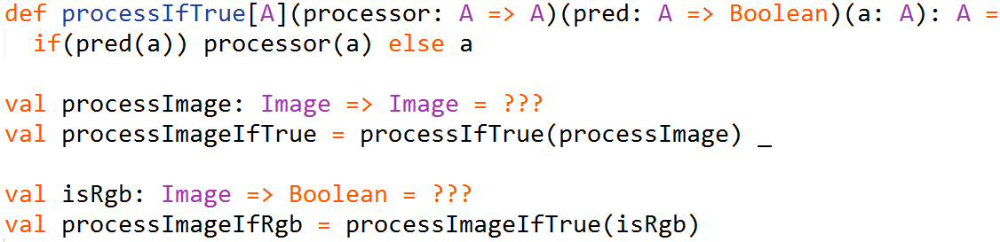 def processIfTrue[A](processor: A => A)(pred: A => Boolean)(a: A): A =
  if(pred(a)) processor(a) else a

val processImage: Image => Image = ???
val processImageIfTrue = processIfTrue(processImage) _

val isRgb: Image => Boolean = ???
val processImageIfRgb = processImageIfTrue(isRgb)